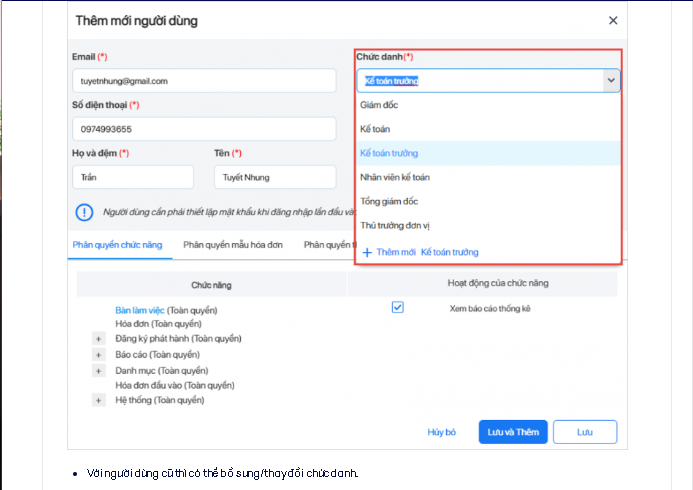 Thêm mới người dùng
Email (*)
Chức danh(*)
tuyetnhung@gmail.com
Kế toán trưởng
Số điện thoại (*)
Giám đốc
0974993655
Kế toán
Họ và đệm (*)
Tên (*)
Kế toán trưởng
Trần
Tuyết Nhung
Nhân viên kế toán
Tổng giám đốc
Người dùng cần phải thiết lập mật khẩu khi đăng nhập lần đầu
Thủ trưởng đơn vị
Phân quyền chức năng
Phân quyền mẫu hóa đơn
Phân quyền
+ Thêm mới Kế toán trưởng
Chức năng
Hoạt động của chức năng
Bàn làm việc (Toàn quyền)
Xem báo cáo thống kê
Hóa đơn (Toàn quyền)
+ Đăng ký phát hành (Toàn quyền)
+ Báo cáo (Toàn quyền)
+ Danh mục (Toàn quyền)
Hóa đơn đầu vào (Toàn quyền)
+ Hệ thống (Toàn quyền)
Hủy bỏ
Lưu và Thêm
Lưu
• Với người dùng cũ thì có thể bổ sung/thay đổi chức danh.